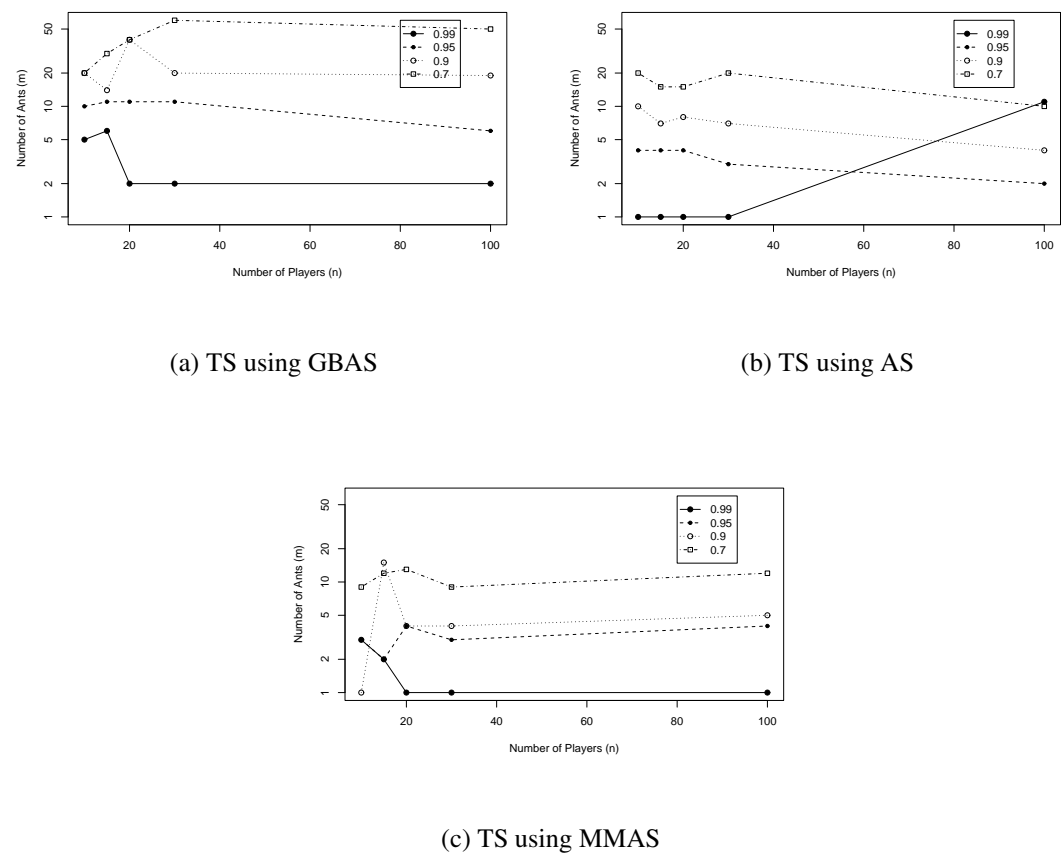 50
20
10
5
2
1
Number of Ants (m)
0.99
0.95
0.9
0.7
20 40 60 80 100
Number of Players (n)
(a) TS using GBAS
50
20
10
5
2
1
Number of Ants (m)
0.99
0.95
0.9
0.7
20 40 60 80 100
Number of Players (n)
(b) TS using AS
50
20
10
5
2
1
Number of Ants (m)
0.99
0.95
0.9
0.7
20 40 60 80 100
Number of Players (n)
(c) TS using MMAS